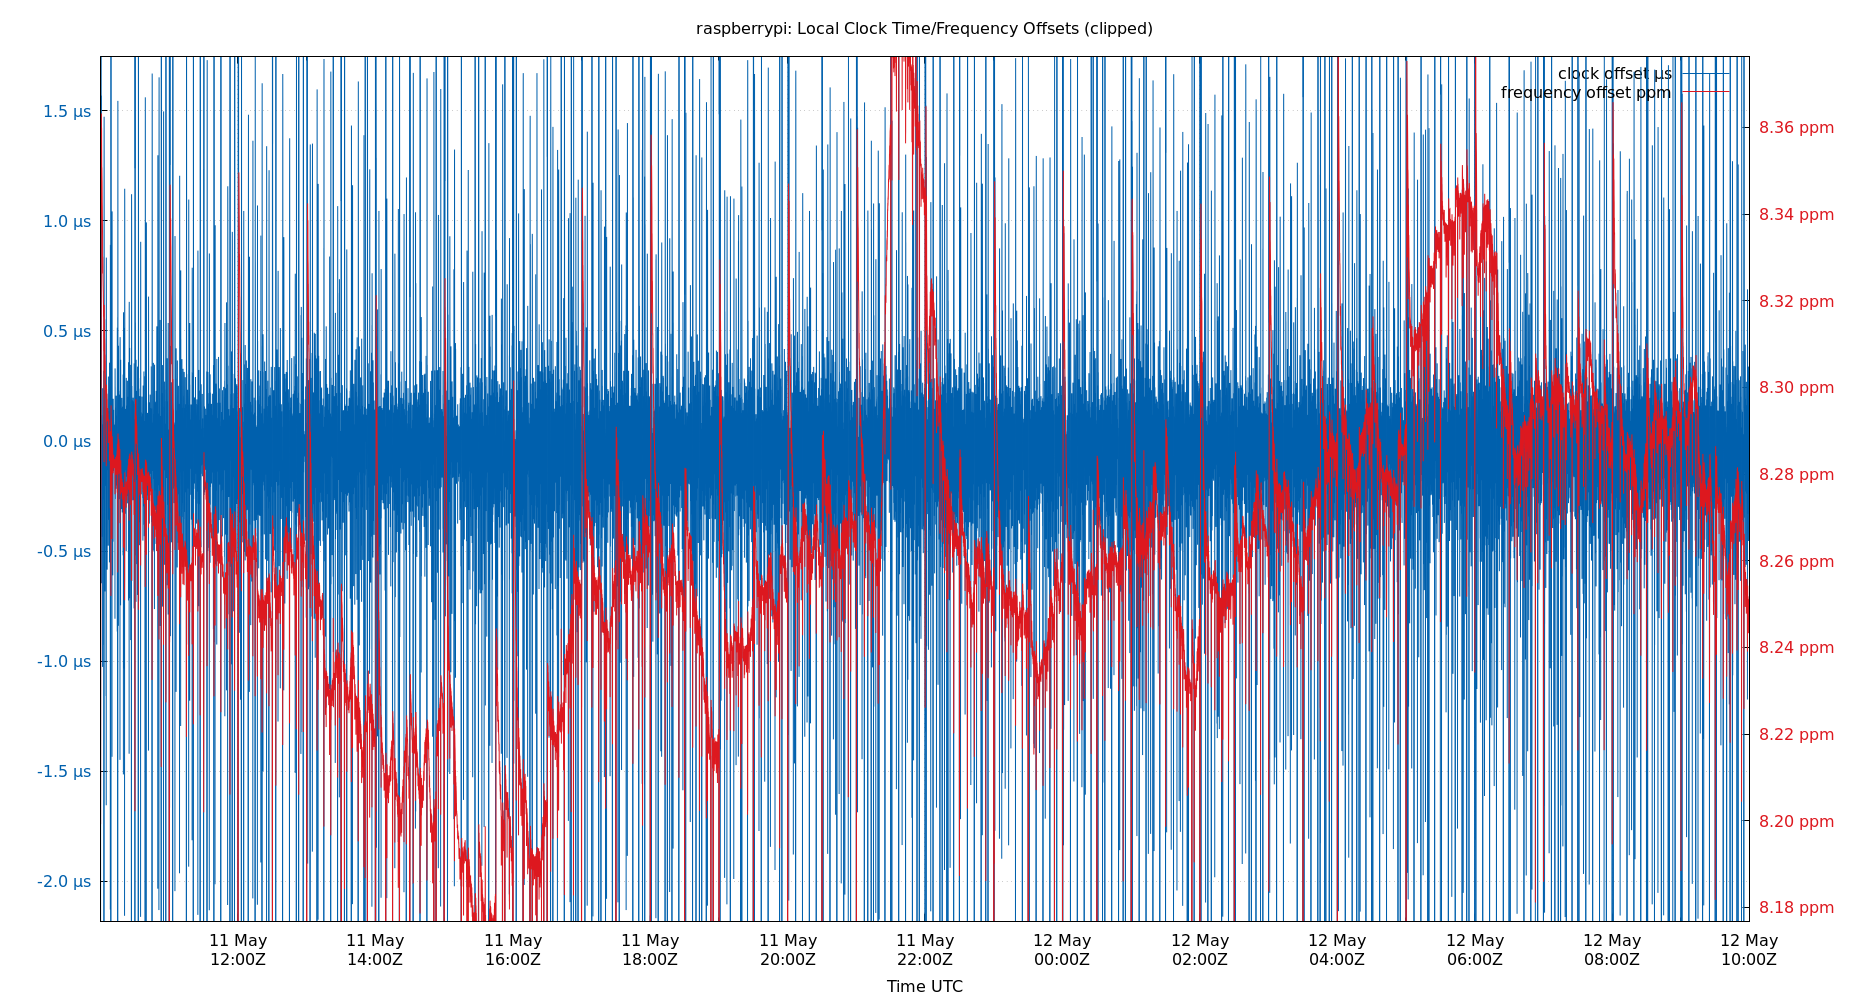 raspberrypi: Local Clock Time/Frequency Offsets (clipped)
clock offset µs
frequency offset ppm
1.5 µs
1.0 µs
0.5 µs
0.0 µs
-0.5 µs
-1.0 µs
-1.5 µs
-2.0 µs
8.36 ppm
8.34 ppm
8.32 ppm
8.30 ppm
8.28 ppm
8.26 ppm
8.24 ppm
8.22 ppm
8.20 ppm
8.18 ppm
11 May 11 May 11 May 11 May 11 May 11 May 12 May 12 May 12 May 12 May 12 May 12 May
12:00Z 14:00Z 16:00Z 18:00Z 20:00Z 22:00Z 00:00Z 02:00Z 04:00Z 06:00Z 08:00Z 10:00Z
Time UTC